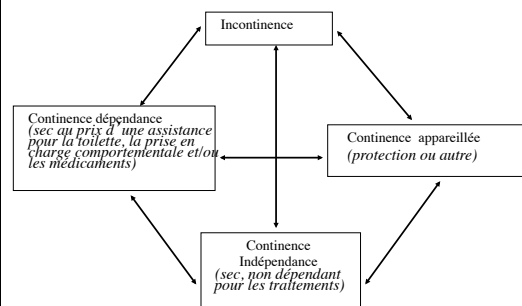 Incontinence
Continence dépendance
(sec au prix d’une assistance
pour la toilette, la prise en
charge comportementale et/ou
les médicaments)
Continence appareillée
(protection ou autre)
Continence
Indépendance
(sec, non dépendant
pour les traitements)